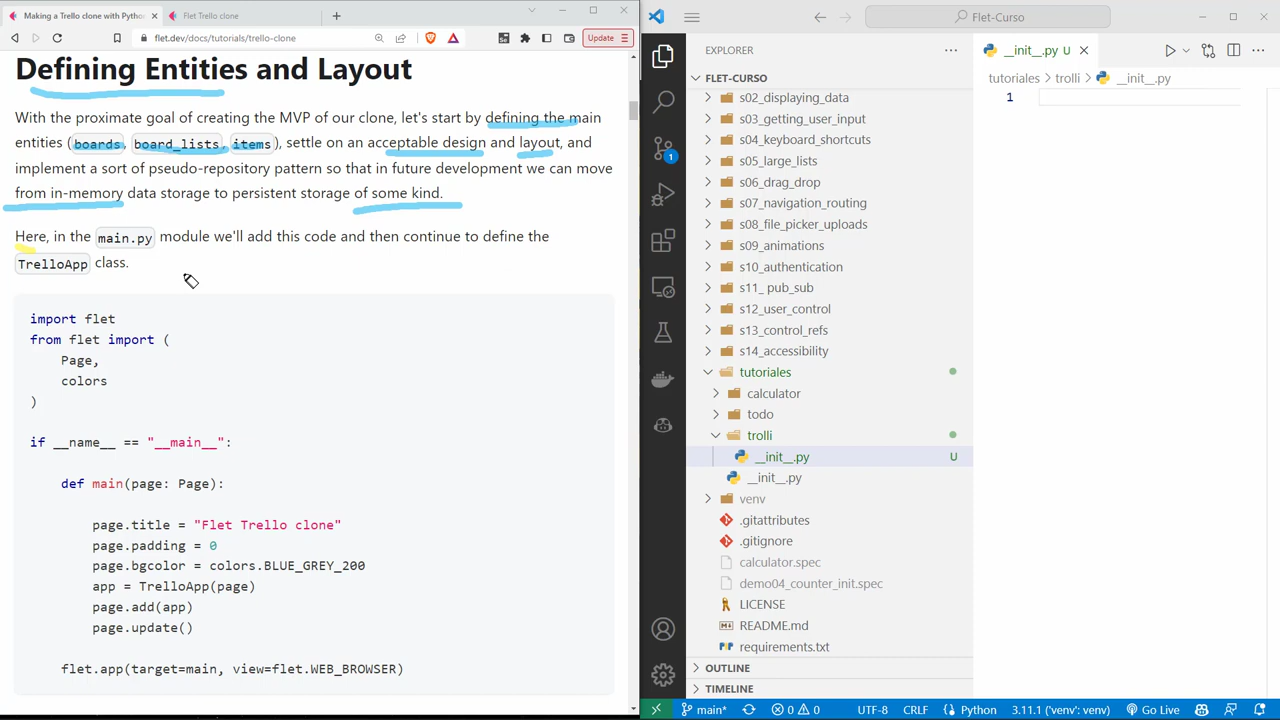 Making a Trello clone with Pytho
Flet Trello clone
flet.dev/docs/tutorials/trello-clone
Update
Defining Entities and Layout
With the proximate goal of creating the MVP of our clone, let's start by defining the main
entities (boards, board_lists, items), settle on an acceptable design and layout, and
implement a sort of pseudo-repository pattern so that in future development we can move
from in-memory data storage to persistent storage of some kind.
Here, in the main.py module we'll add this code and then continue to define the
TrelloApp class.
import flet
from flet import (
    Page,
    colors
)
if __name__ == "__main__":
    def main(page: Page):
        page.title = "Flet Trello clone"
        page.padding = 0
        page.bgcolor = colors.BLUE_GREY_200
        app = TrelloApp(page)
        page.add(app)
        page.update()
    flet.app(target=main, view=flet.WEB_BROWSER)
Flet-Curso
EXPLORER
FLET-CURSO
s02_displaying_data
s03_getting_user_input
s04_keyboard_shortcuts
s05_large_lists
s06_drag_drop
s07_navigation_routing
s08_file_picker_uploads
s09_animations
s10_authentication
s11_ pub_sub
s12_user_control
s13_control_refs
s14_accessibility
tutoriales
calculator
todo
trolli
__init__.py U
__init__.py
venv
.gitattributes
.gitignore
calculator.spec
demo04_counter_init.spec
LICENSE
README.md
requirements.txt
OUTLINE
TIMELINE
1
__init__.py U
tutoriales > trolli > __init__.py
1
main*
0 0
UTF-8 CRLF Python 3.11.1 ('venv': venv) Go Live